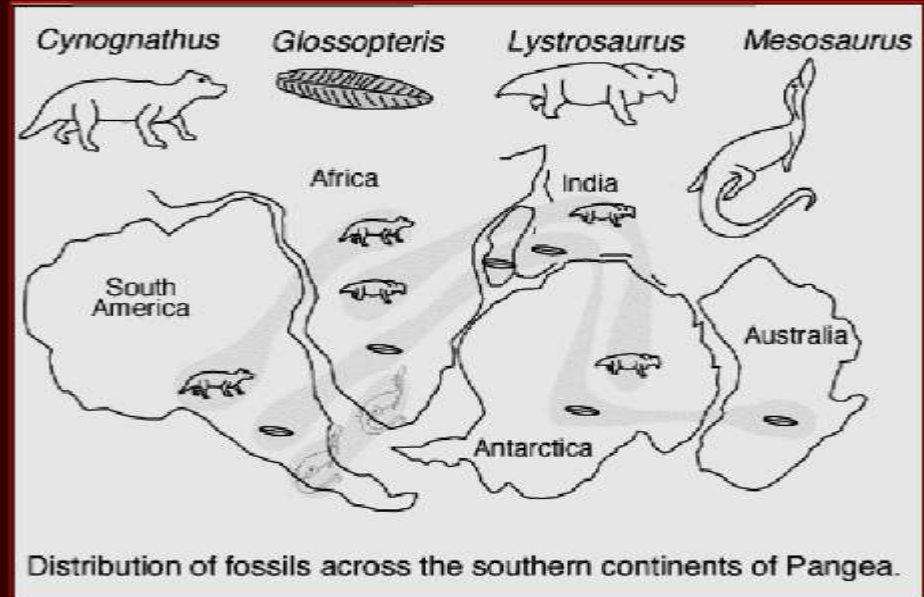 Cynognathus Glossopteris Lystrosaurus Mesosaurus
Africa
India
South
America
Australia
Antarctica
Distribution of fossils across the southern continents of Pangea.